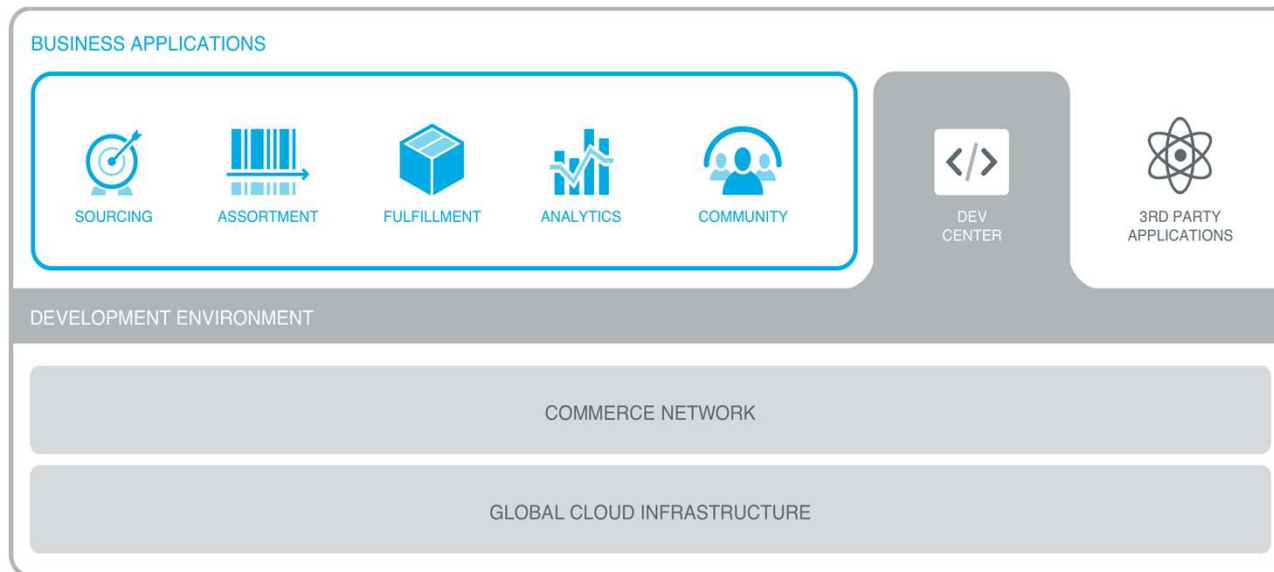 BUSINESS APPLICATIONS
SOURCING
ASSORTMENT
FULFILLMENT
ANALYTICS
COMMUNITY
DEV
CENTER
3RD PARTY
APPLICATIONS
DEVELOPMENT ENVIRONMENT
COMMERCE NETWORK
GLOBAL CLOUD INFRASTRUCTURE